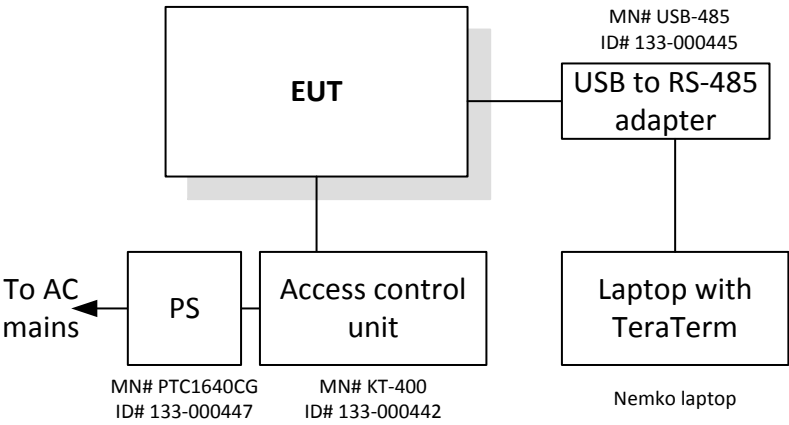 MN# USB-485
ID# 133-000445
EUT
USB to RS-485
adapter
To AC
mains
PS
Access control
unit
Laptop with
TeraTerm
MN# PTC1640CG
ID# 133-000447
MN# KT-400
ID# 133-000442
Nemko laptop